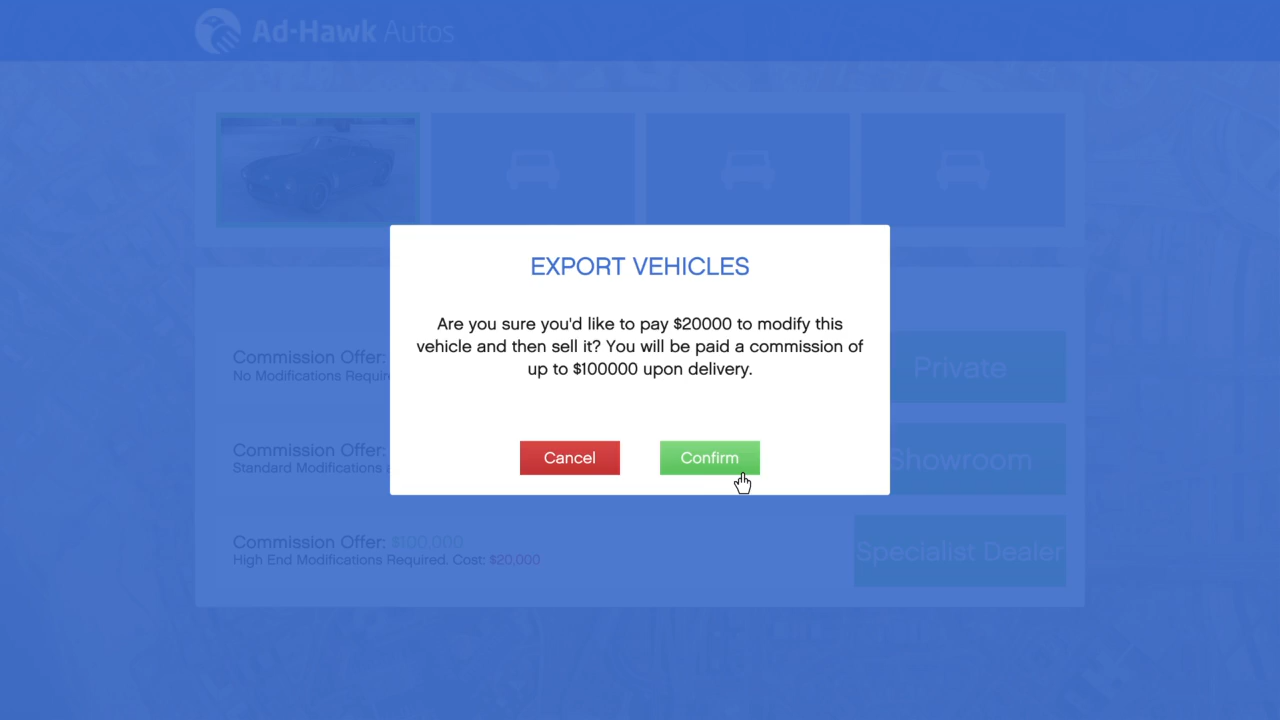 Ad-Hawk Autos
EXPORT VEHICLES
Are you sure you'd like to pay $20000 to modify this
vehicle and then sell it? You will be paid a commission of
up to $100000 upon delivery.
Cancel
Confirm
Commission Offer:
No Modifications
Private
Commission Offer:
Standard Modifications
Showroom
Commission Offer: $100,000
High End Modifications Required. Cost: $20,000
Specialist Dealer